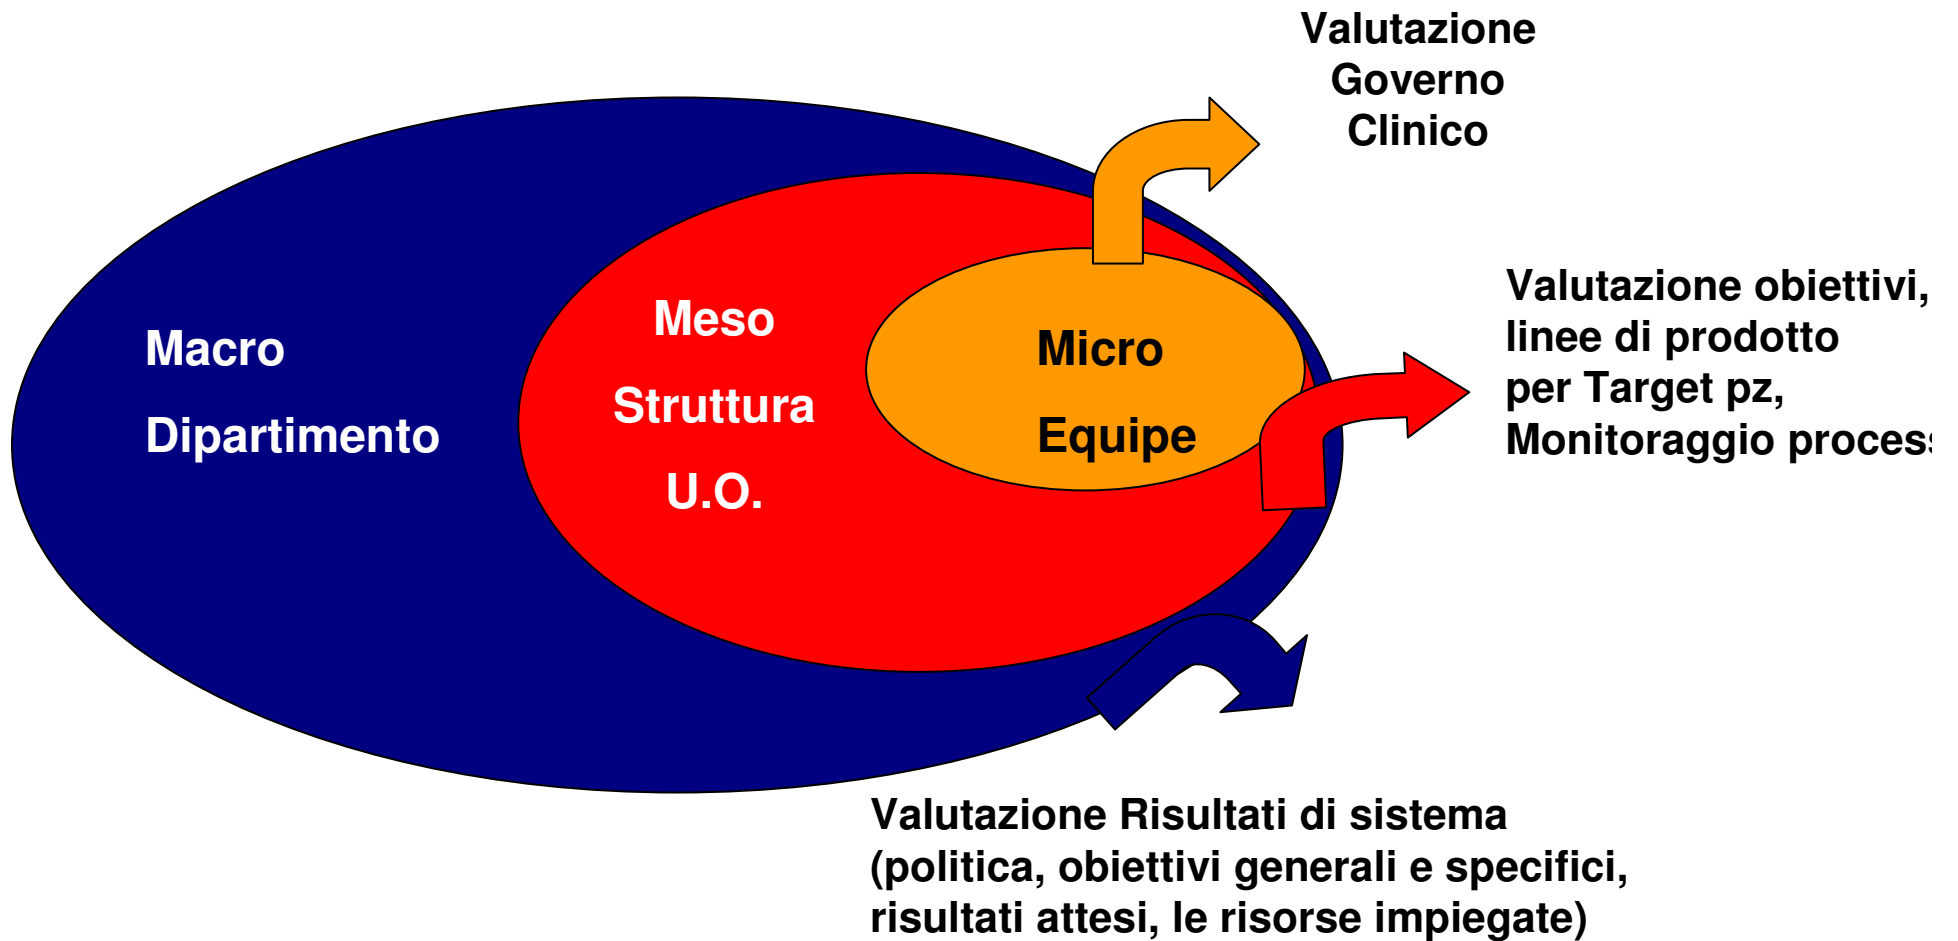 Valutazione
Governo
Clinico
Macro
Dipartimento
Meso
Struttura
U.O.
Micro
Equipe
Valutazione obiettivi,
linee di prodotto
per Target pz,
Monitoraggio
Valutazione Risultati di sistema
(politica, obiettivi generali e specifici,
risultati attesi, le risorse impiegate)